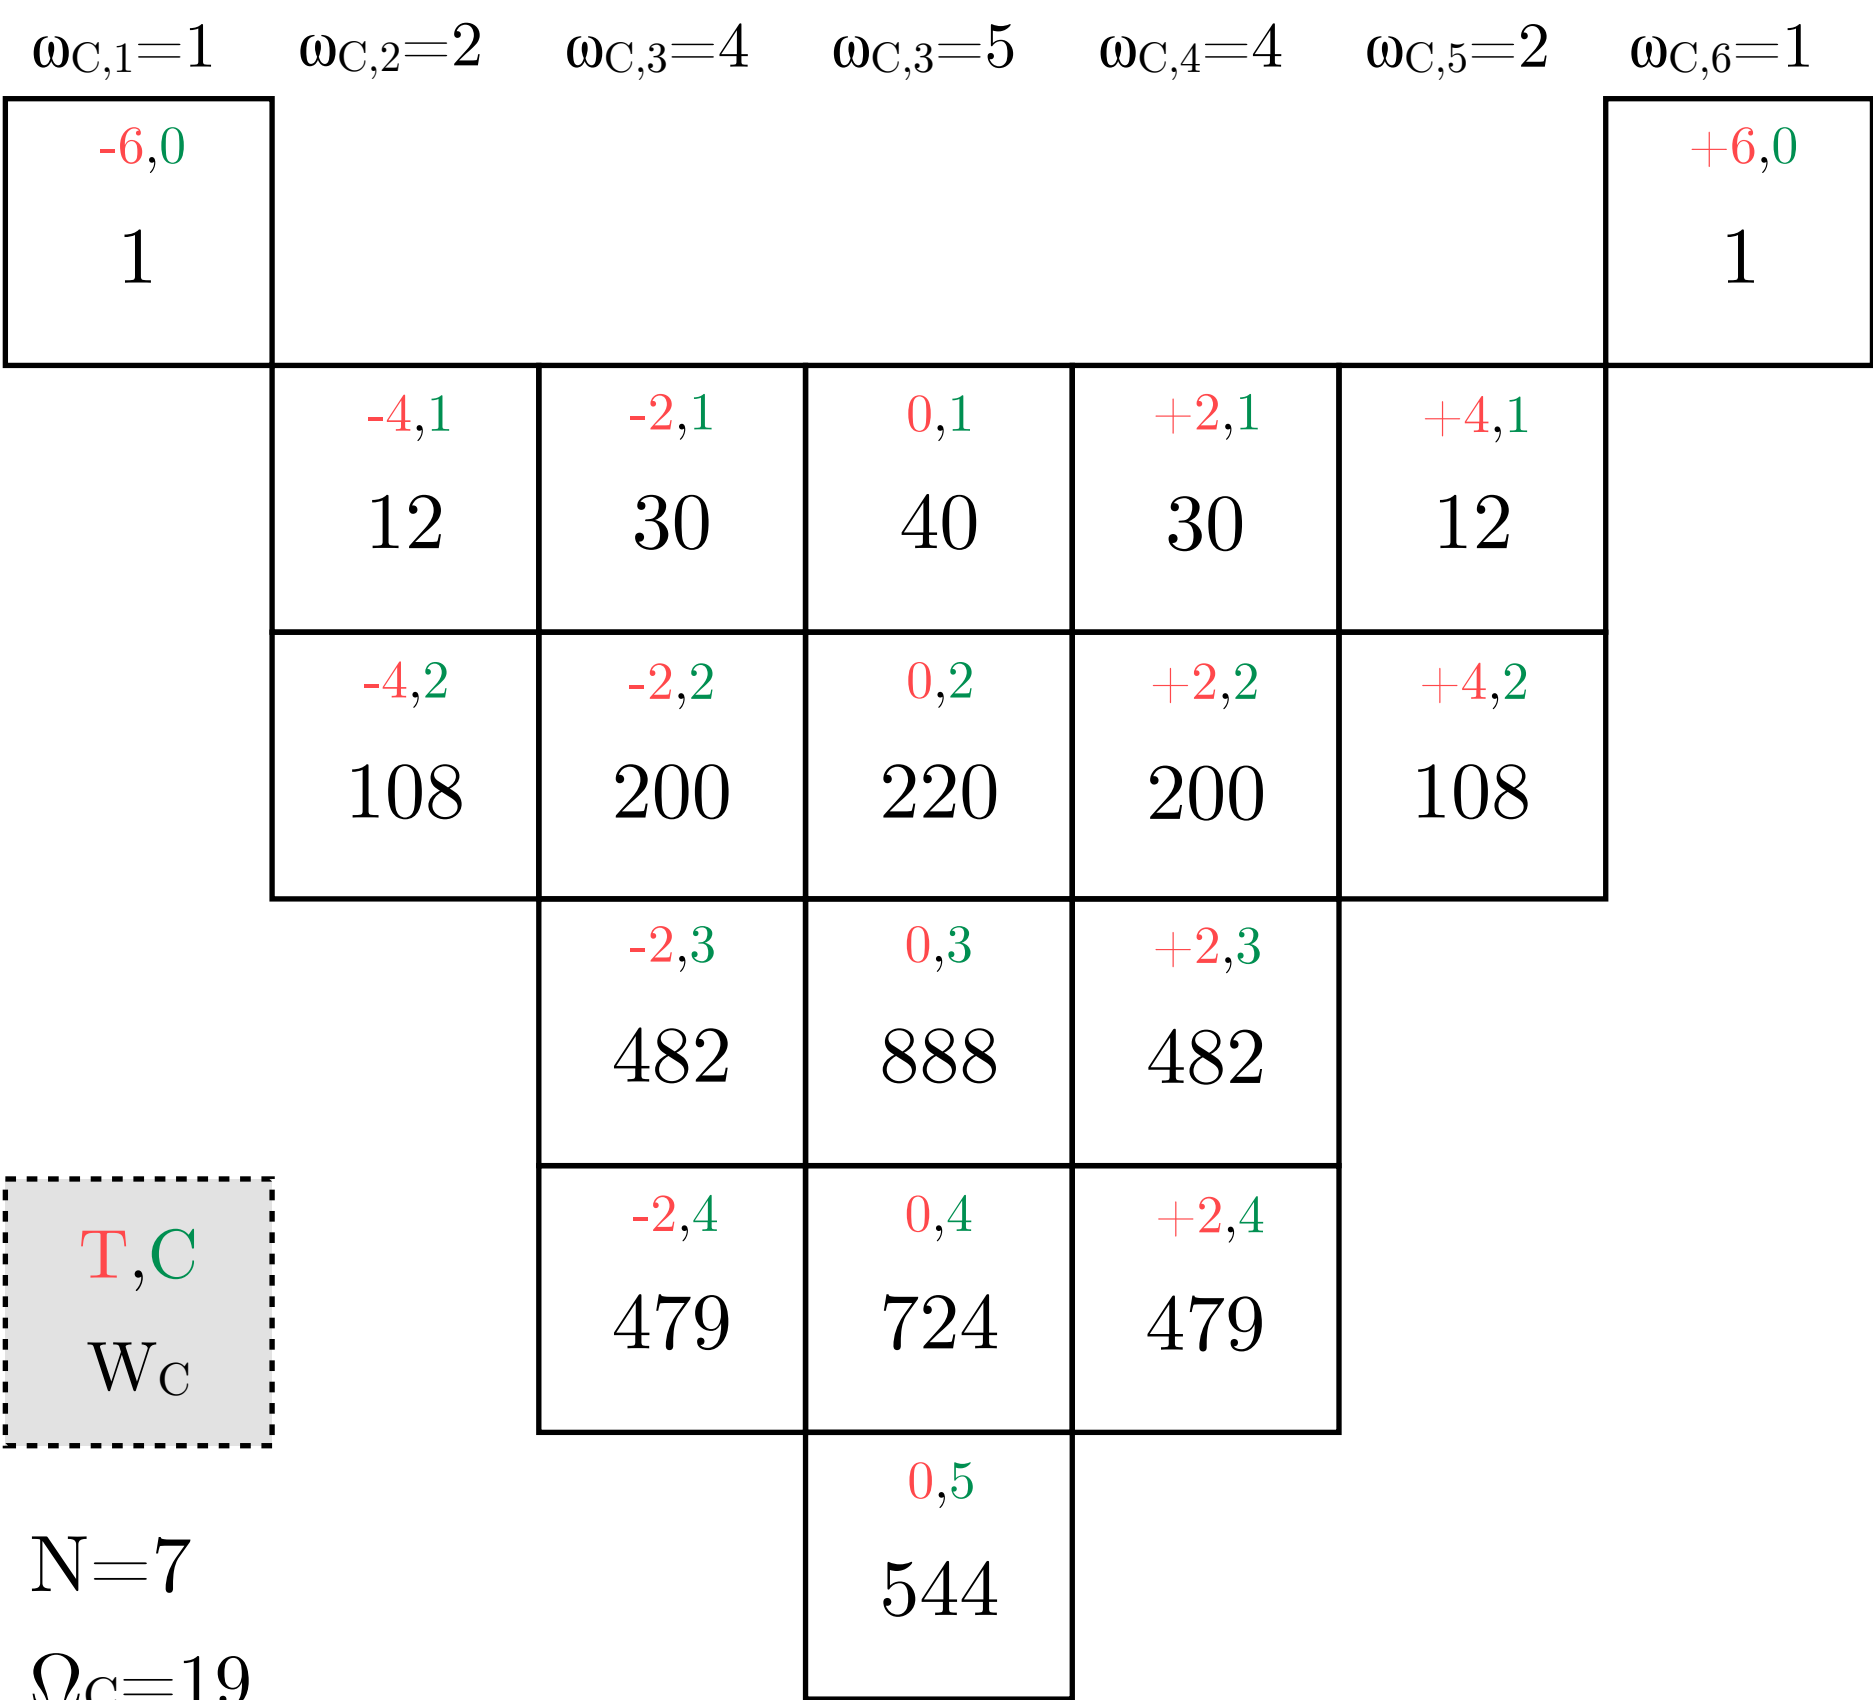 ωC,1=1 ωC,2=2 ωC,3=4 ωC,3=5 ωC,4=4 ωC,5=2 ωC,6=1
-6,0 +6,0
1 1
-4,1 -2,1 0,1 +2,1 +4,1
12 30 40 30 12
-4,2 -2,2 0,2 +2,2 +4,2
108 200 220 200 108
-2,3 0,3 +2,3
482 888 482
-2,4 0,4 +2,4
479 724 479
T,C
WC
0,5
544
N=7
ΩC=19